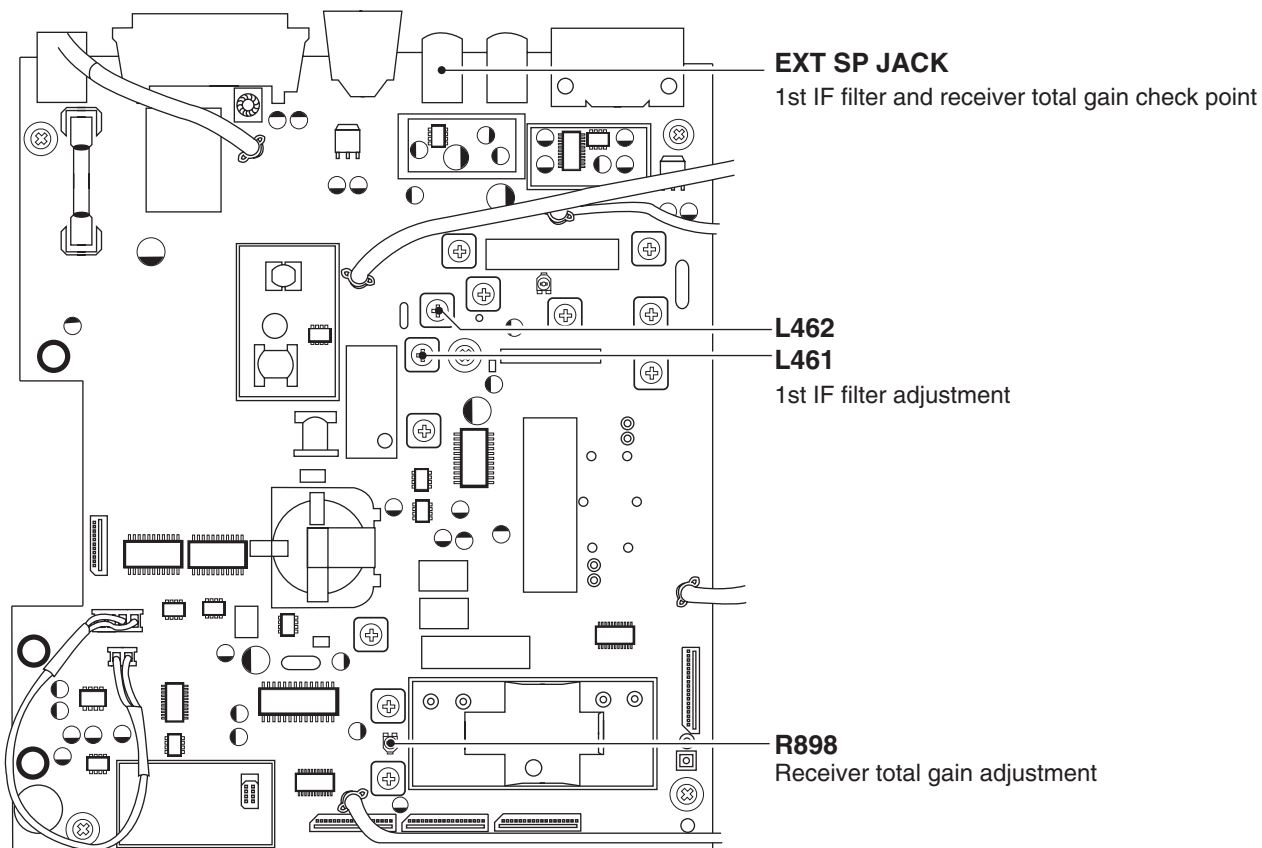 EXT SP JACK
1st IF filter and receiver total gain check point
L462
L461
1st IF filter adjustment
R898
Receiver total gain adjustment